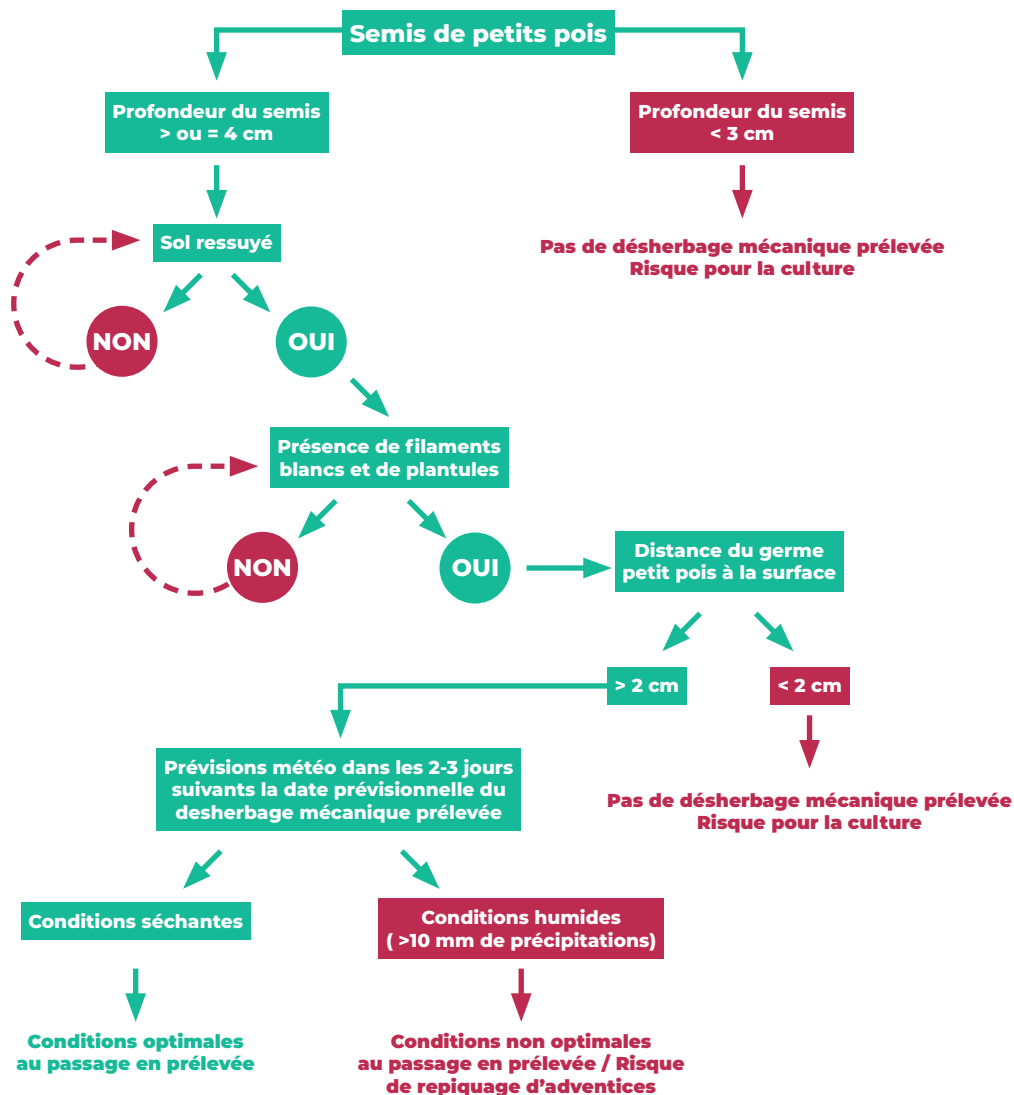 Semis de petits pois
Profondeur du semis
> ou = 4 cm
Profondeur du semis
< 3 cm
Sol ressuyé
Pas de désherbage mécanique prélevée
Risque pour la culture
NON
OUI
Présence de filaments
blancs et de plantules
NON
OUI
Distance du germe
petit pois à la surface
> 2 cm
< 2 cm
Prévisions météo dans les 2-3 jours
suivants la date prévisionnelle du
desherbage mécanique prélevée
Pas de désherbage mécanique prélevée
Risque pour la culture
Conditions séchantes
Conditions humides
( >10 mm de précipitations)
Conditions optimales
au passage en prélevée
Conditions non optimales
au passage en prélevée / Risque
de repiquage d’adventices